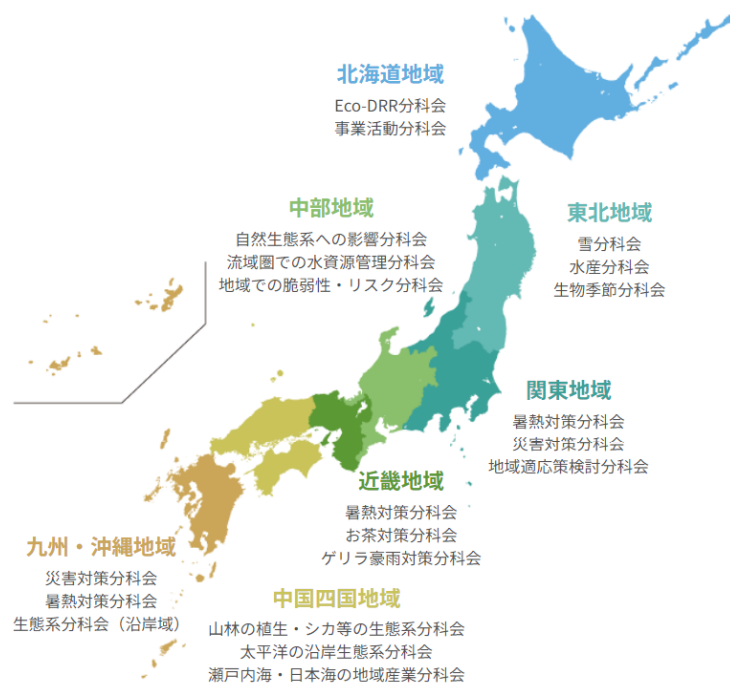 北海道地域
Eco-DRR分科会
事業活動分科会
中部地域
自然生態系への影響分科会
流域圏での水資源管理分科会
地域での脆弱性・リスク分科会
東北地域
雪分科会
水産分科会
生物季節分科会
関東地域
暑熱対策分科会
災害対策分科会
地域適応策検討分科会
近畿地域
暑熱対策分科会
お茶対策分科会
ゲリラ豪雨対策分科会
九州・沖縄地域
災害対策分科会
暑熱対策分科会
生態系分科会（沿岸域）
中国四国地域
山林の植生・シカ等の生態系分科会
太平洋の沿岸生態系分科会
瀬戸内海・日本海の地域産業分科会